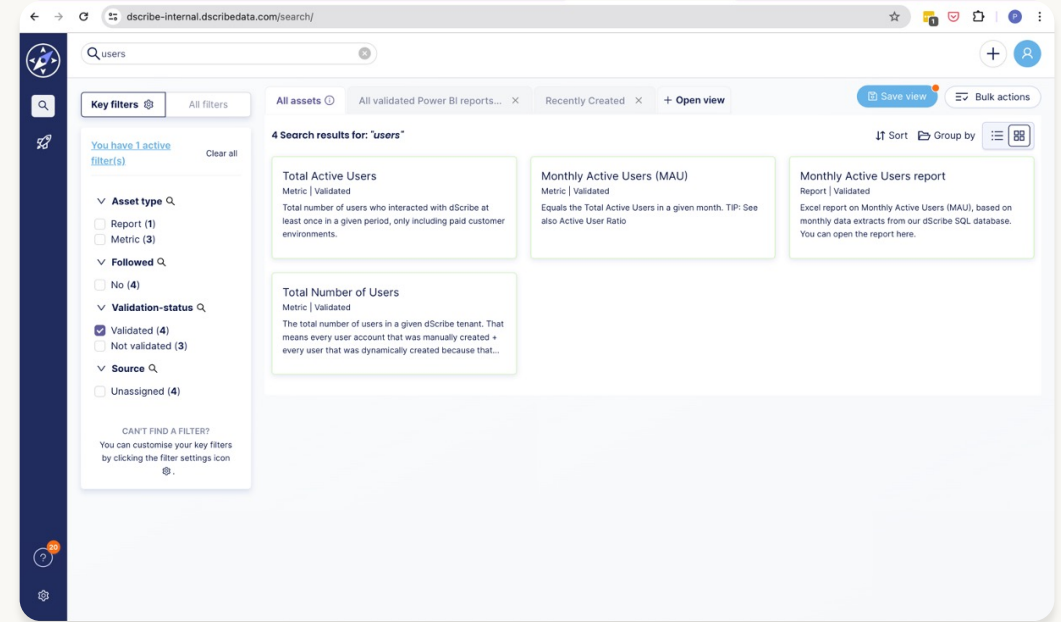 dscribe-internal.dscribedata.com/search/
1
P
users
Key filters
All filters
You have 1 active
filter(s)
Clear all
Asset type
Report (1)
Metric (3)
Followed
No (4)
Validation-status
Validated (4)
Not validated (3)
Source
Unassigned (4)
CAN'T FIND A FILTER?
You can customise your key filters
by clicking the filter settings icon
.
All assets
All validated Power BI reports...
Recently Created
+ Open view
Save view
Bulk actions
4 Search results for: "users"
Sort
Group by
Total Active Users
Metric | Validated
Total number of users who interacted with dScribe at
least once in a given period, only including paid customer
environments.
Monthly Active Users (MAU)
Metric | Validated
Equals the Total Active Users in a given month. TIP: See
also Active User Ratio
Monthly Active Users report
Report | Validated
Excel report on Monthly Active Users (MAU), based on
monthly data extracts from our dScribe SQL database.
You can open the report here.
Total Number of Users
Metric | Validated
The total number of users in a given dScribe tenant. That
means every user account that was manually created +
every user that was dynamically created because that...
20
?